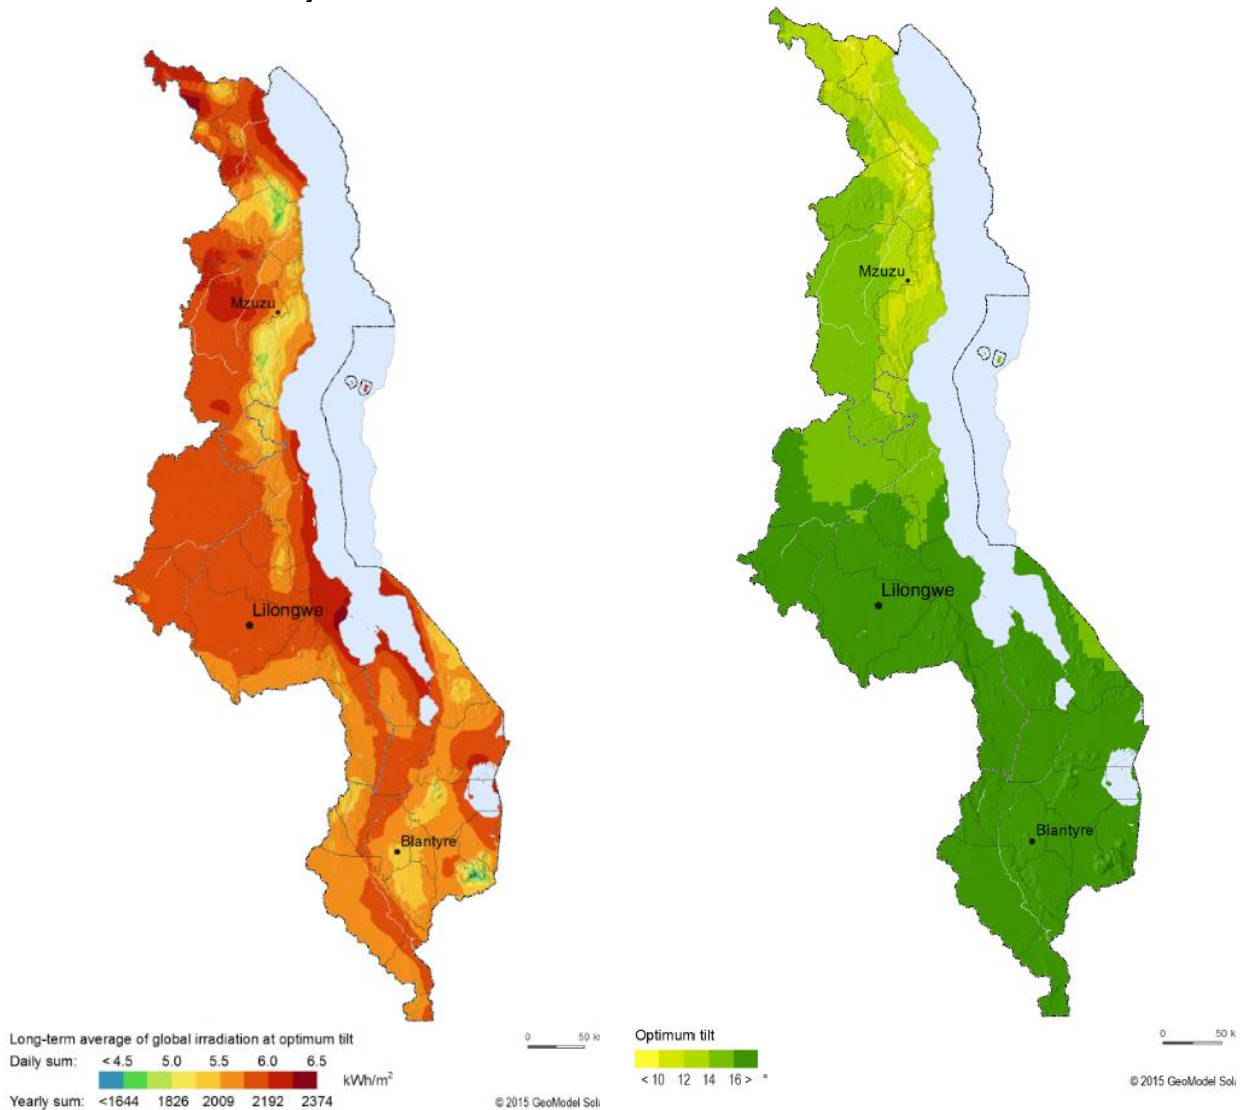 Mzuzu
Lilongwe
Blantyre
Long-term average of global irradiation at optimum tilt
Daily sum: < 4.5 5.0 5.5 6.0 6.5
kWh/m²
Yearly sum: <1644 1826 2009 2192 2374
0 50 k
© 2015 GeoModel Sola
Mzuzu
Lilongwe
Blantyre
Optimum tilt
< 10 12 14 16 > °
0 50 k
© 2015 GeoModel Sola